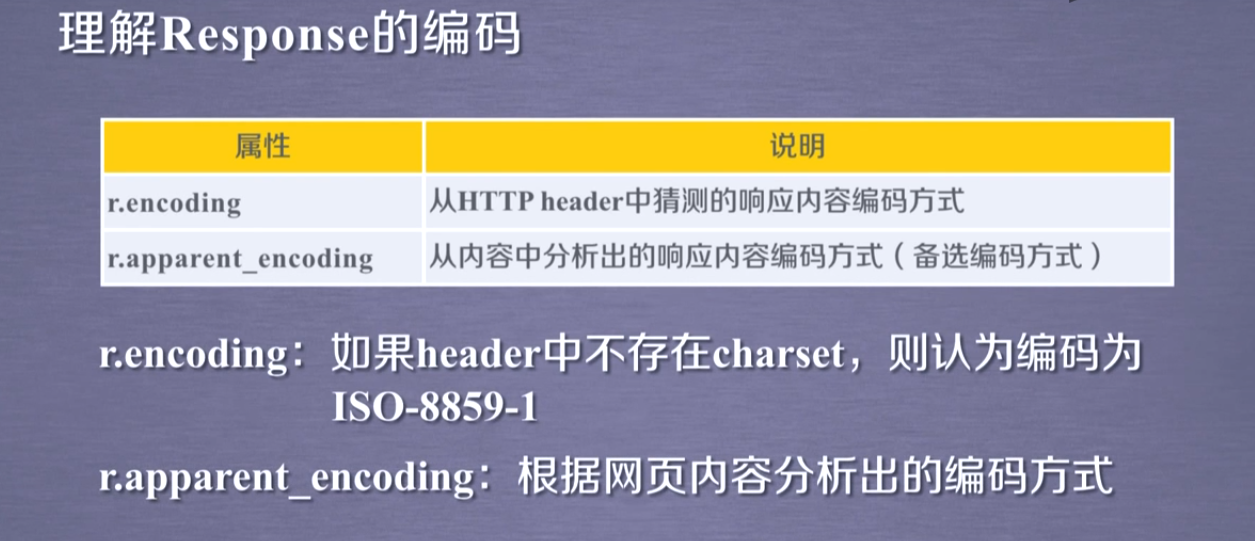 理解Response的编码
属性 说明
r.encoding 从HTTP header中猜测的响应内容编码方式
r.apparent_encoding 从内容中分析出的响应内容编码方式（备选编码方式）
r.encoding：如果header中不存在charset，则认为编码为
ISO-8859-1
r.apparent_encoding：根据网页内容分析出的编码方式